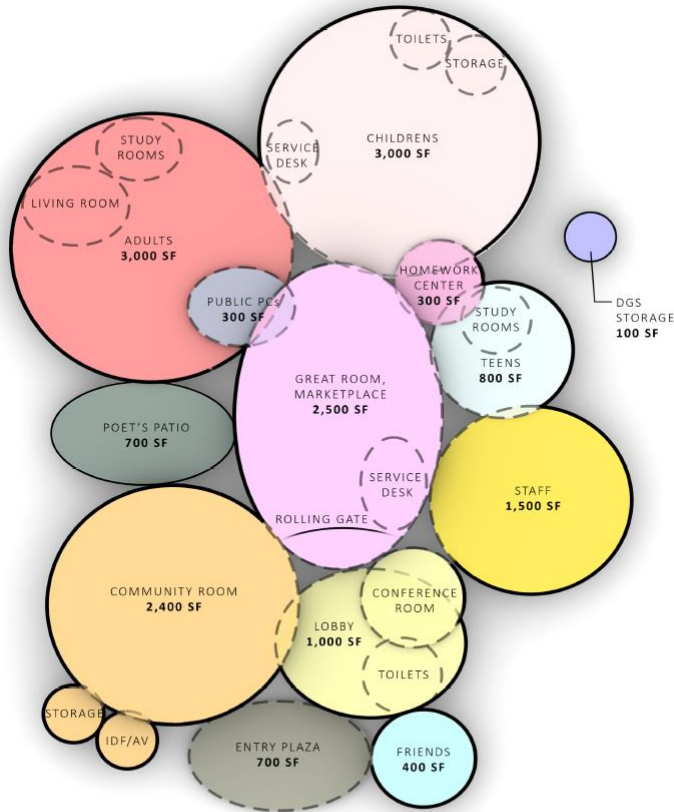 TOILETS
STORAGE
CHILDRENS
3,000 SF
SERVICE
DESK
STUDY
ROOMS
LIVING ROOM
ADULTS
3,000 SF
PUBLIC PCs
300 SF
HOMEWORK
CENTER
300 SF
DGS
STORAGE
100 SF
STUDY
ROOMS
TEENS
800 SF
GREAT ROOM,
MARKETPLACE
2,500 SF
POET'S PATIO
700 SF
SERVICE
DESK
STAFF
1,500 SF
ROLLING GATE
COMMUNITY ROOM
2,400 SF
CONFERENCE
ROOM
LOBBY
1,000 SF
TOILETS
STORAGE
IDF/AV
ENTRY PLAZA
700 SF
FRIENDS
400 SF